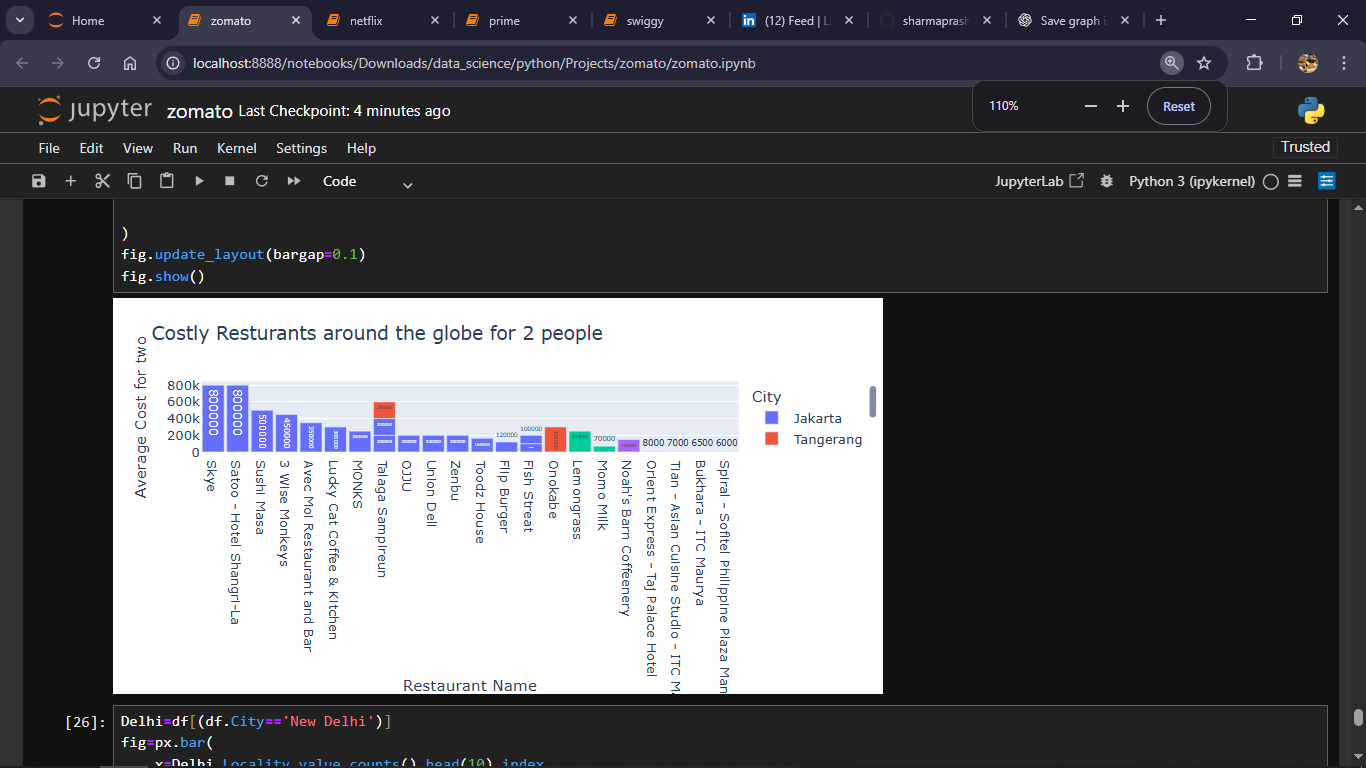 Home
zomato
netflix
prime
swiggy
(12) Feed | Li
sharmaprash
Save graph i
localhost:8888/notebooks/Downloads/data_science/python/Projects/zomato/zomato.ipynb
110%
Reset
jupyter zomato Last Checkpoint: 4 minutes ago
File Edit View Run Kernel Settings Help
Trusted
Code
JupyterLab
Python 3 (ipykernel)
)
fig.update_layout(bargap=0.1)
fig.show()
Costly Resturants around the globe for 2 people
Average Cost for two
800k
600k
400k
200k
0
800000
800000
500000
450000
350000
300000
120000
100000
70000
8000
7000
6500
6000
City
Jakarta
Tangerang
Skye
Satoo - Hotel Shangri-La
Sushi Masa
3 Wise Monkeys
Avec Moi Restaurant and Bar
Lucky Cat Coffee & Kitchen
MONKS
Talaga Sampireun
OJJU
Union Deli
Zenbu
Toodz House
Flip Burger
Fish Streat
Onokabe
Lemongrass
Momo Milk
Noah's Barn Coffeenery
Orient Express - Taj Palace Hotel
Tian - Asian Cuisine Studio - ITC M
Bukhara - ITC Maurya
Spiral - Sofitel Philippine Plaza Man
Restaurant Name
[26]: Delhi=df[(df.City=='New Delhi')]
fig=px.bar(
x=Delhi.Locality.value_counts().head(10).index